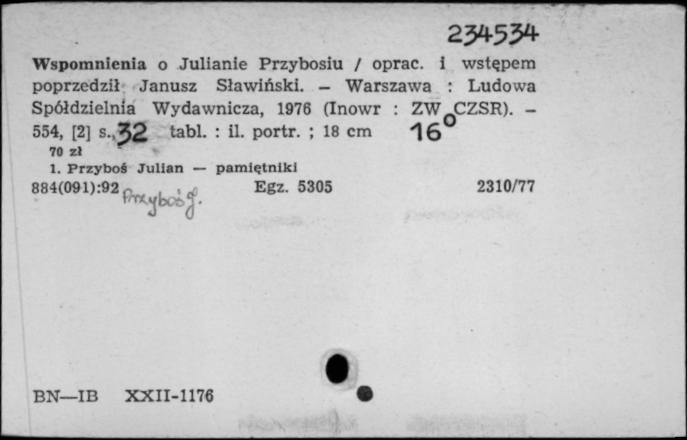 234534
Wspomnienia o Julianie Przybosiu / oprac. i wstępem
poprzedził Janusz Sławiński. – Warszawa : Ludowa
Spółdzielnia Wydawnicza, 1976 (Inowr : ZW CZSR). –
554, [2] s., 32 tabl. : il. portr. ; 18 cm 16°
70 zł
1. Przyboś Julian — pamiętniki
884(091):92 Przyboś J. Egz. 5305 2310/77
BN—IB XXII-1176